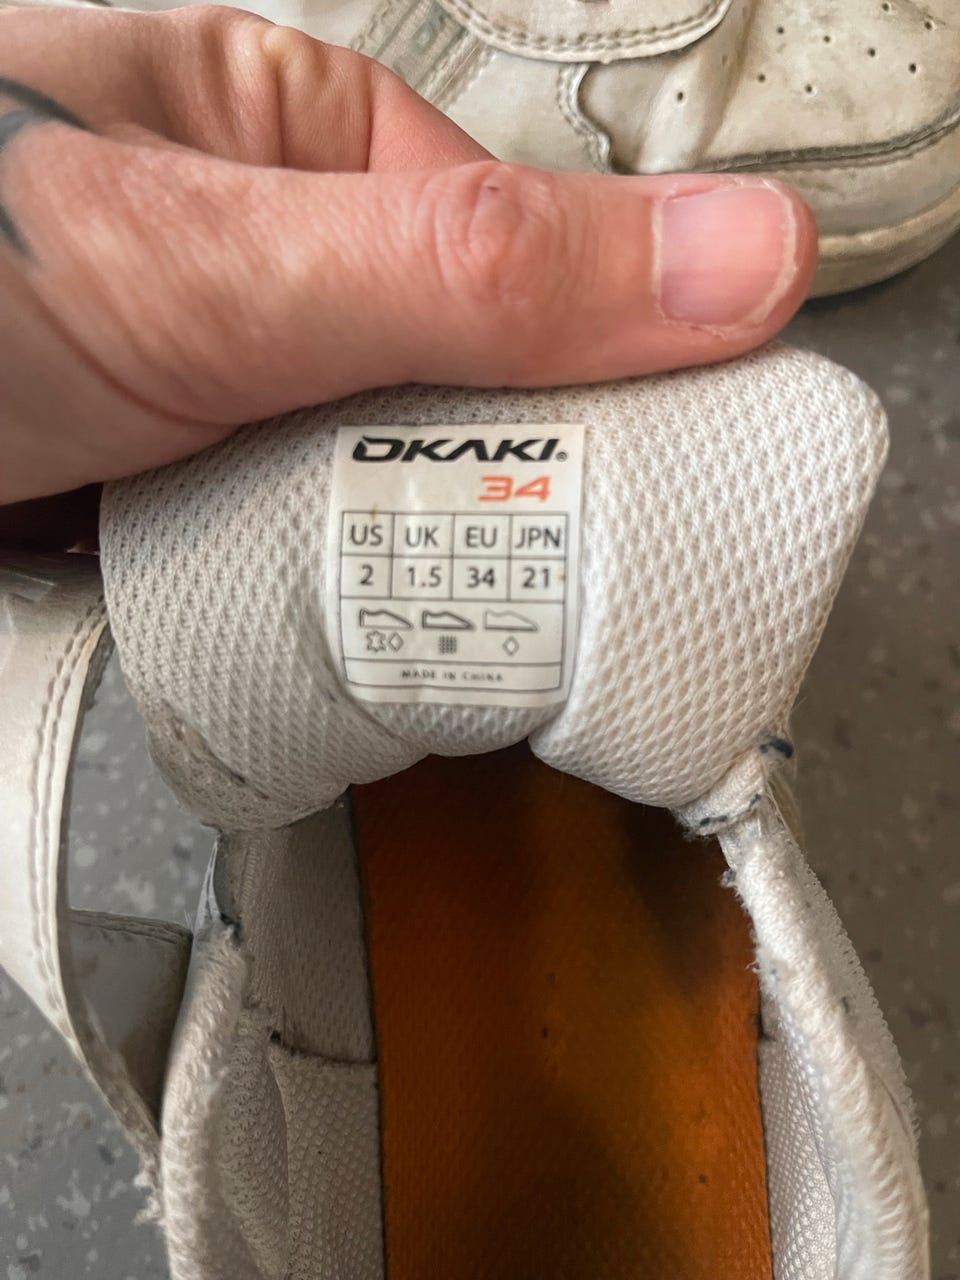 OKAKI®
34
US UK EU JPN
2 1.5 34 21
MADE IN CHINA